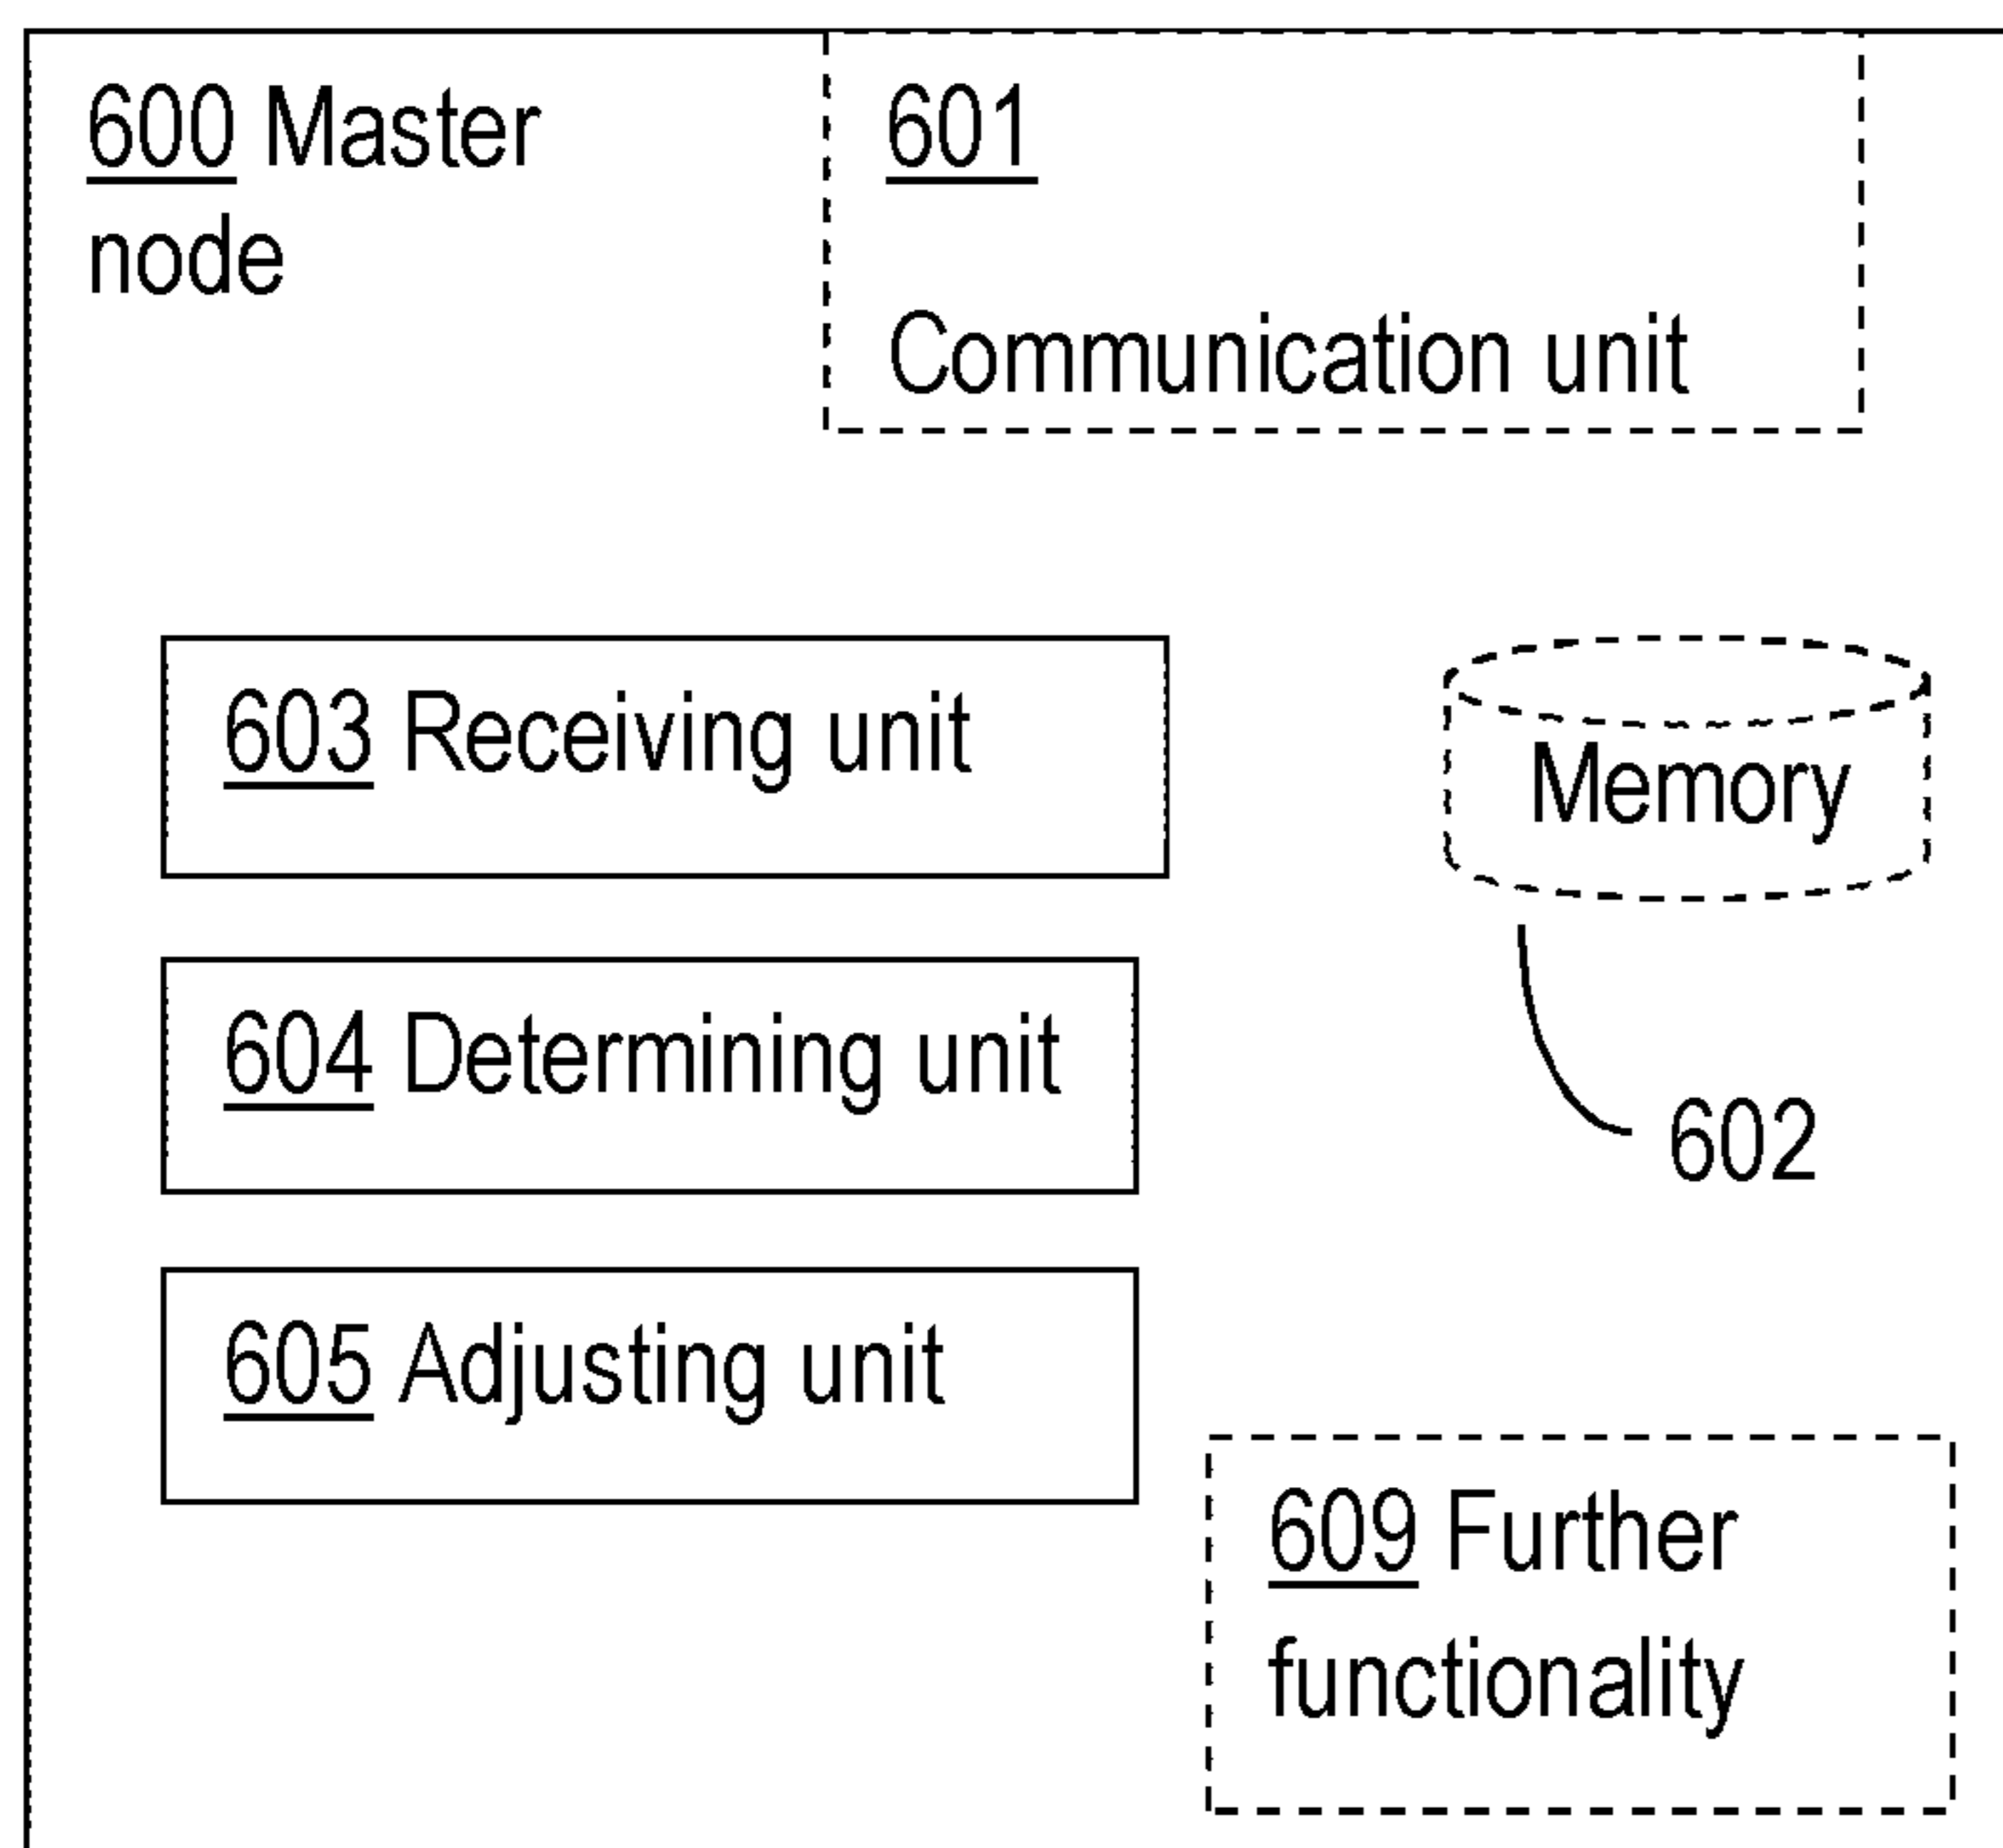 600 Master
node
601
Communication unit
603 Receiving unit
Memory
604 Determining unit
602
605 Adjusting unit
609 Further
functionality